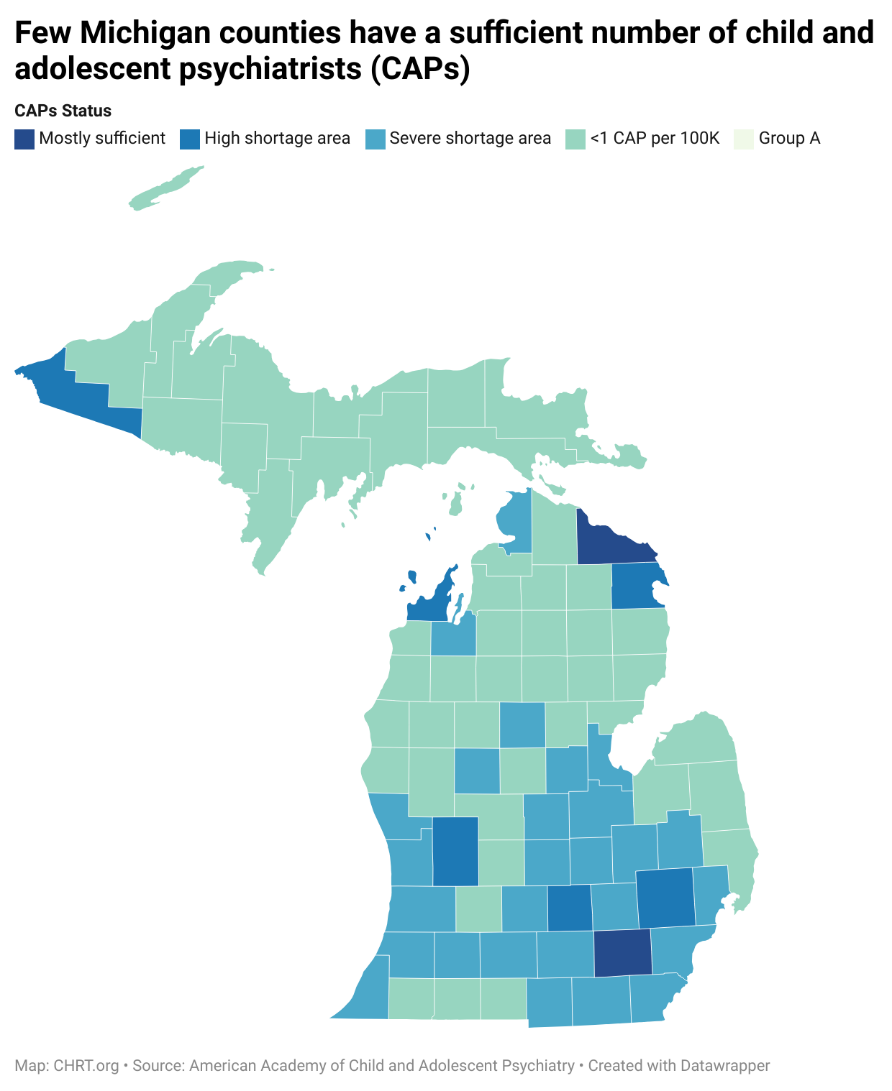 Few Michigan counties have a sufficient number of child and
adolescent psychiatrists (CAPs)
CAPs Status
Mostly sufficient High shortage area Severe shortage area <1 CAP per 100K Group A
Map: CHRT.org • Source: American Academy of Child and Adolescent Psychiatry • Created with Datawrapper